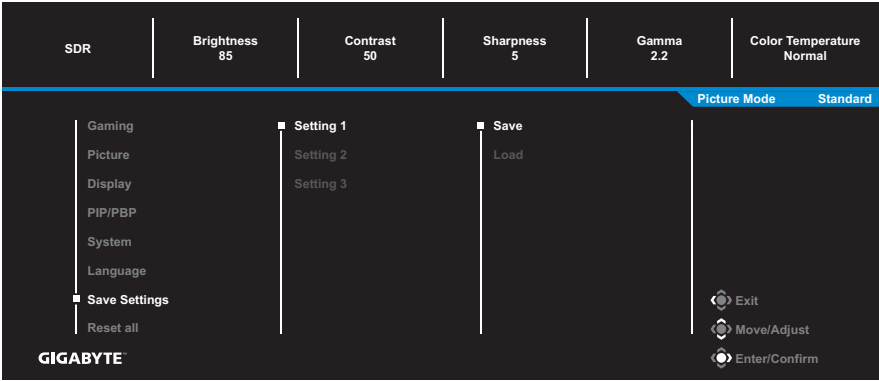 SDR
Brightness
85
Contrast
50
Sharpness
5
Gamma
2.2
Color Temperature
Normal
Picture Mode Standard
Gaming
Picture
Display
PIP/PBP
System
Language
Save Settings
Reset all
Setting 1
Setting 2
Setting 3
Save
Load
Exit
Move/Adjust
Enter/Confirm
GIGABYTE™